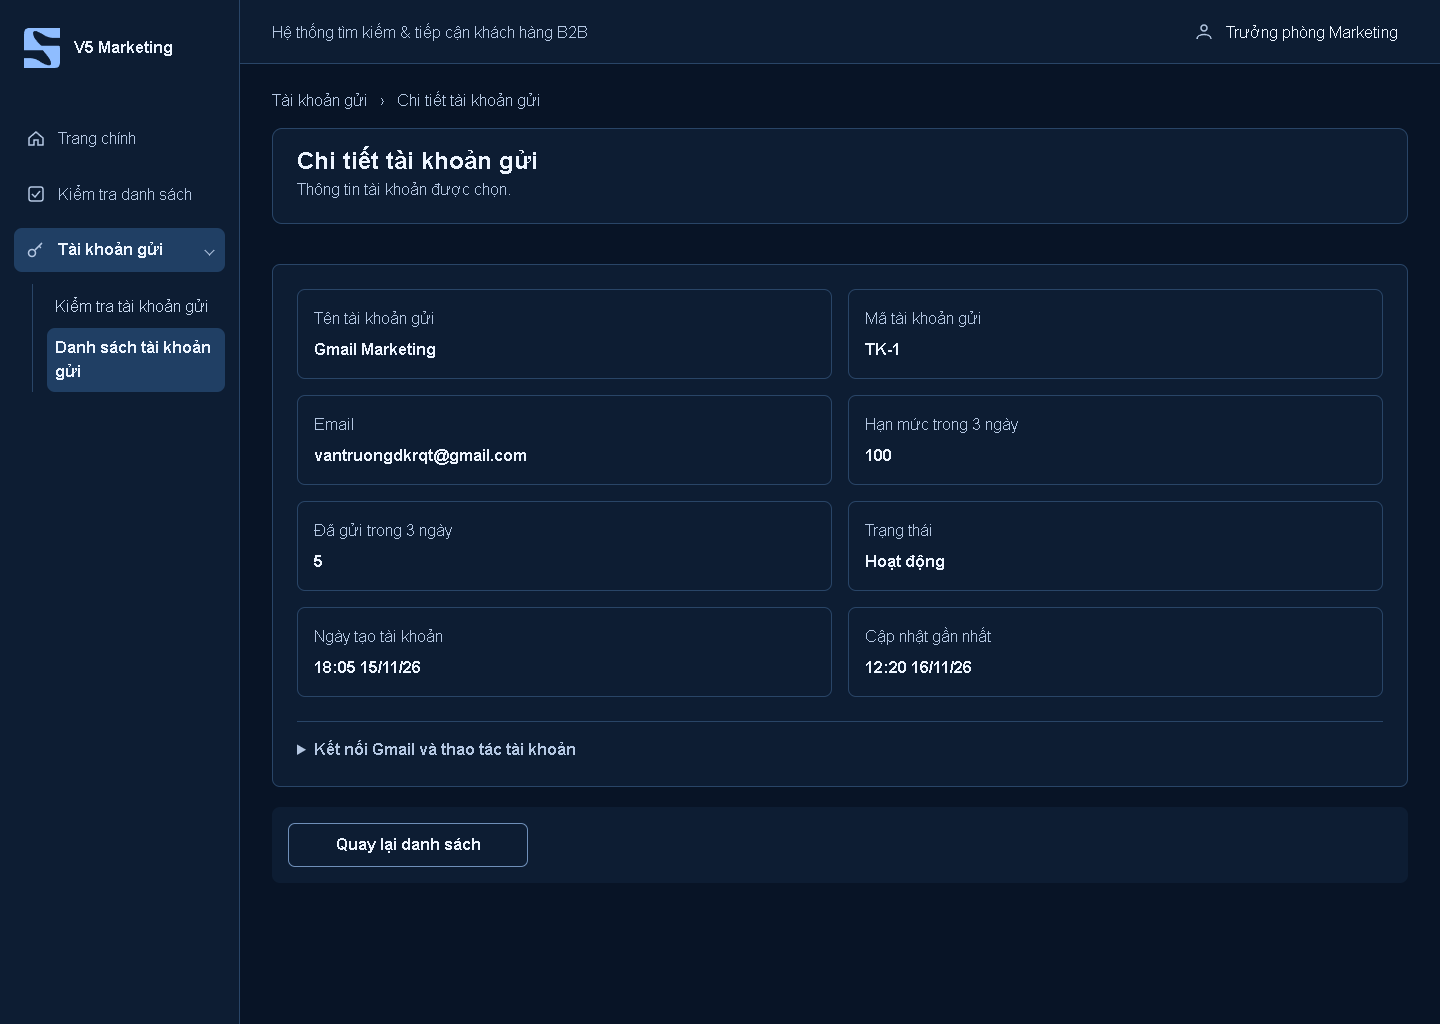 V5 Marketing
Hệ thống tìm kiếm & tiếp cận khách hàng B2B
Trưởng phòng Marketing
Trang chính
Kiểm tra danh sách
Tài khoản gửi
Kiểm tra tài khoản gửi
Danh sách tài khoản
gửi
Tài khoản gửi › Chi tiết tài khoản gửi
Chi tiết tài khoản gửi
Thông tin tài khoản được chọn.
Tên tài khoản gửi
Gmail Marketing
Mã tài khoản gửi
TK-1
Email
vantruongdkrqt@gmail.com
Hạn mức trong 3 ngày
100
Đã gửi trong 3 ngày
5
Trạng thái
Hoạt động
Ngày tạo tài khoản
18:05 15/11/26
Cập nhật gần nhất
12:20 16/11/26
Kết nối Gmail và thao tác tài khoản
Quay lại danh sách